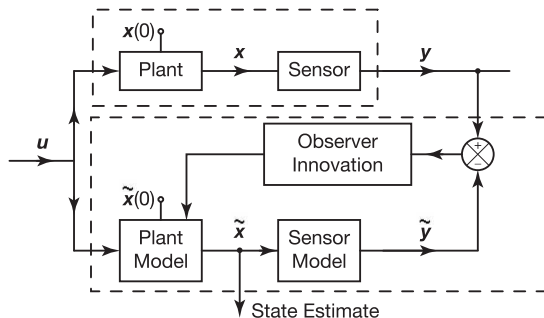 x(0)
Plant
x
Sensor
y
u
Observer
Innovation
+
−
x̃(0)
Plant
Model
x̃
Sensor
Model
ỹ
State Estimate